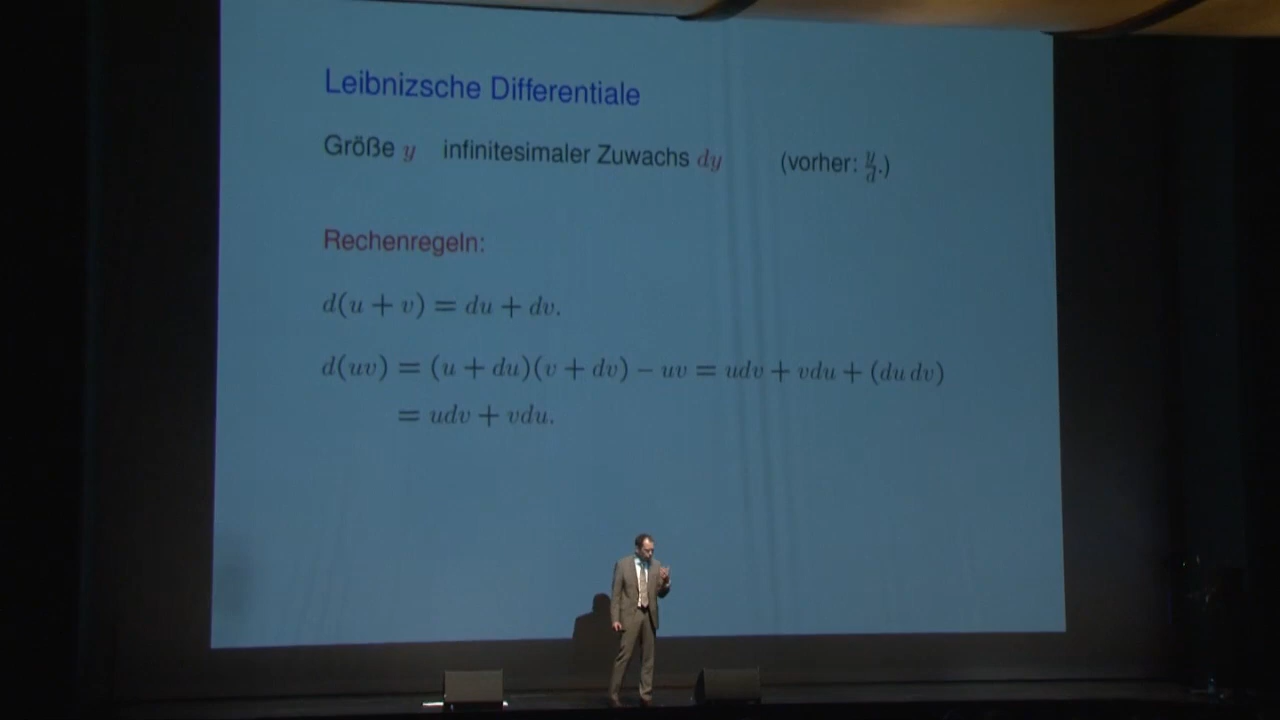 Leibnizsche Differentiale
Größe y infinitesimaler Zuwachs dy (vorher: y/d.)
Rechenregeln:
d(u + v) = du + dv.
d(uv) = (u + du)(v + dv) − uv = udv + vdu + (du dv)
= udv + vdu.